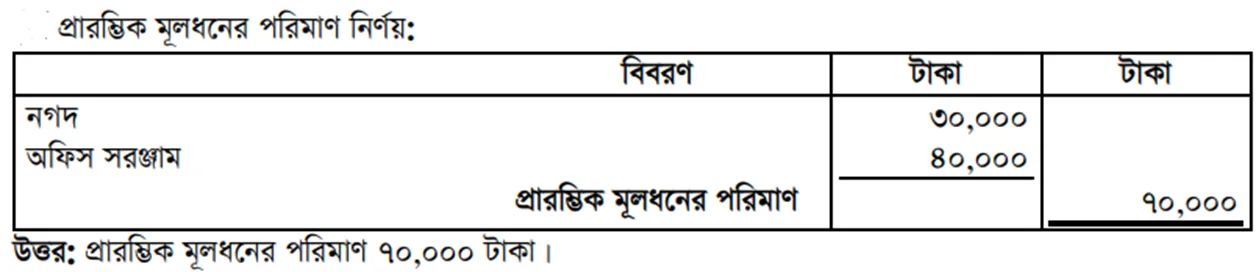 প্রারম্ভিক মূলধনের পরিমাণ নির্ণয়:
বিবরণ টাকা টাকা
নগদ ৩০,০০০
অফিস সরঞ্জাম ৪০,০০০
প্রারম্ভিক মূলধনের পরিমাণ ৭০,০০০
উত্তর: প্রারম্ভিক মূলধনের পরিমাণ ৭০,০০০ টাকা।